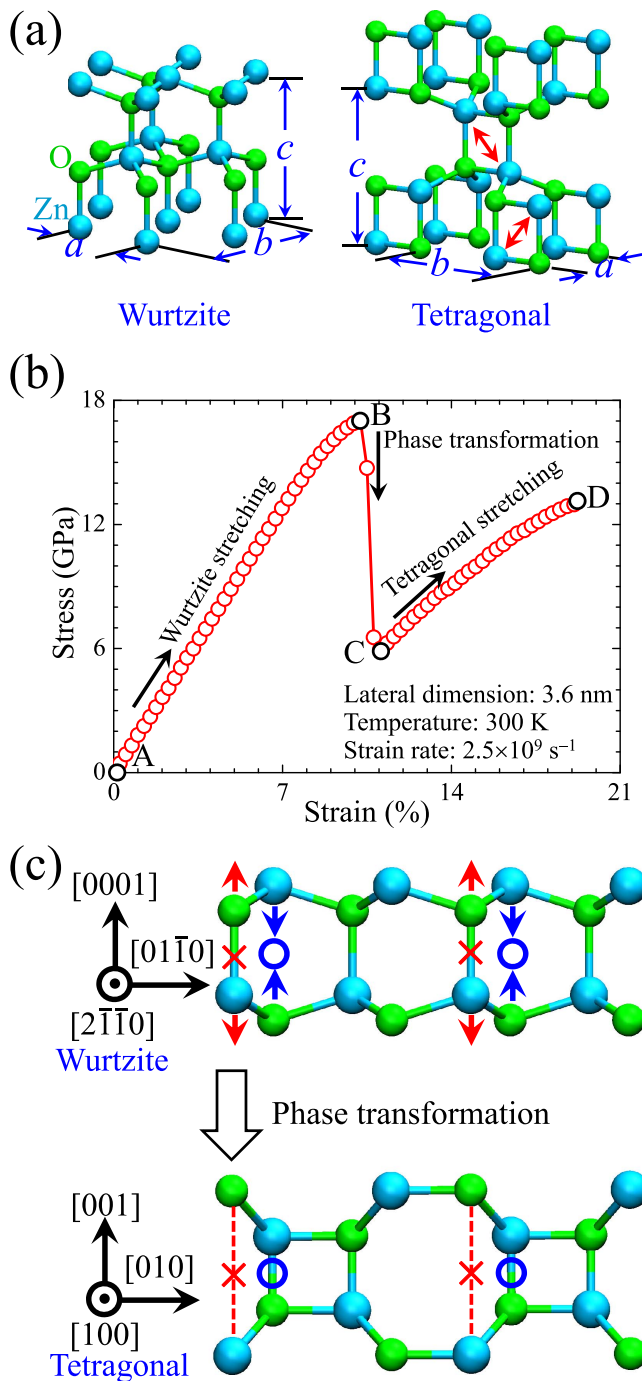 (a)
c
O
Zn
a
b
Wurtzite
c
b
a
Tetragonal
(b)
18
12
6
0
Stress (GPa)
B
Phase transformation
Wurtzite stretching
Tetragonal stretching
D
C
A
Lateral dimension: 3.6 nm
Temperature: 300 K
Strain rate: 2.5×10⁹ s⁻¹
0
7
14
21
Strain (%)
(c)
[0001]
[011̅0]
[21̅1̅0]
Wurtzite
Phase transformation
[001]
[010]
[100]
Tetragonal